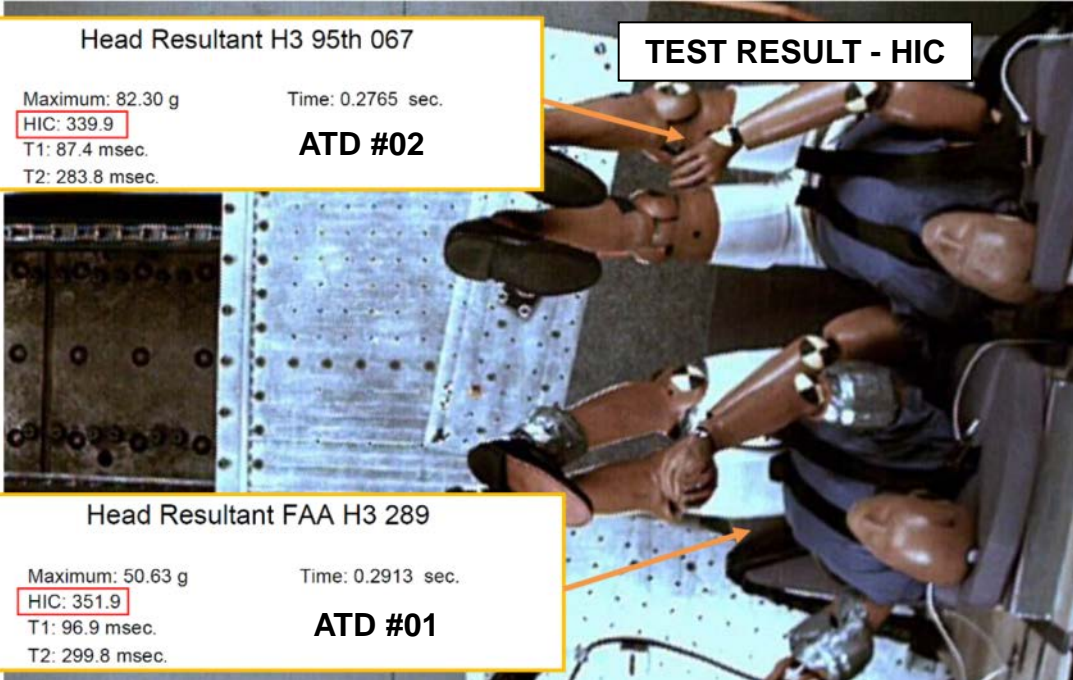 Head Resultant H3 95th 067
TEST RESULT - HIC
Maximum: 82.30 g Time: 0.2765 sec.
HIC: 339.9
ATD #02
T1: 87.4 msec.
T2: 283.8 msec.
Head Resultant FAA H3 289
Maximum: 50.63 g Time: 0.2913 sec.
HIC: 351.9
ATD #01
T1: 96.9 msec.
T2: 299.8 msec.